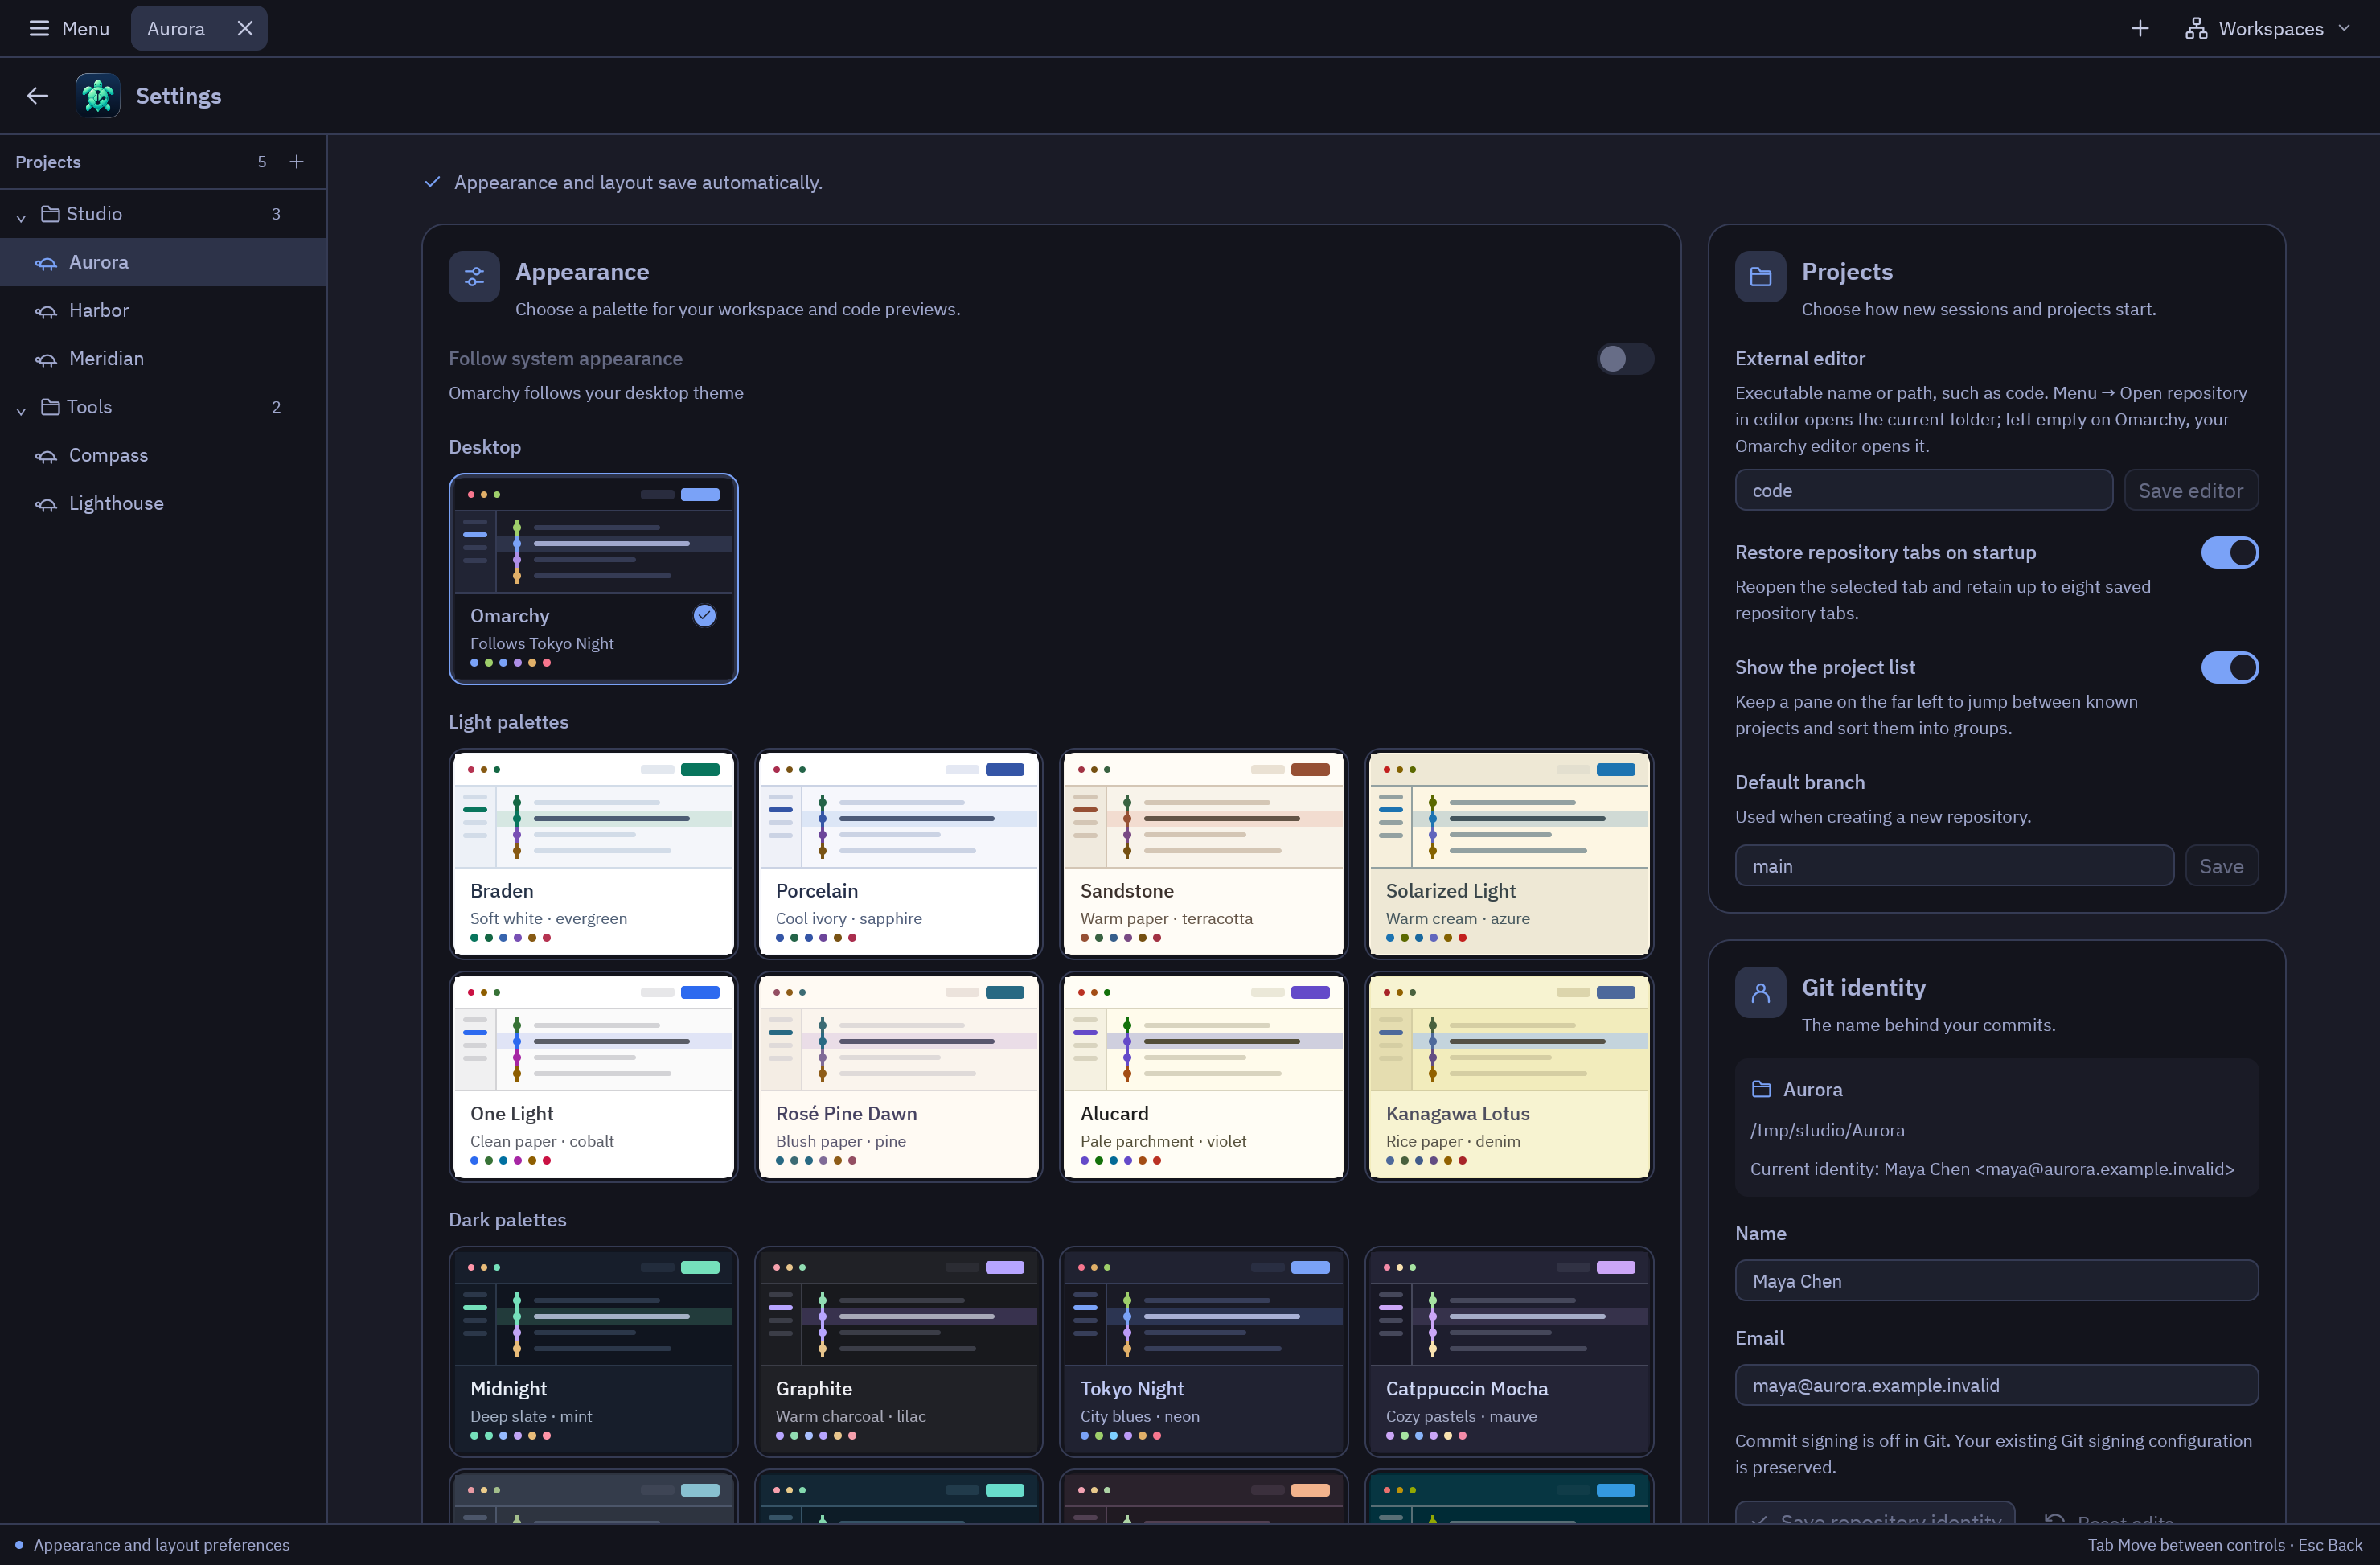 Menu
Aurora
Workspaces
Settings
Projects 5
Studio 3
Aurora
Harbor
Meridian
Tools 2
Compass
Lighthouse
Appearance and layout save automatically.
Appearance
Choose a palette for your workspace and code previews.
Follow system appearance
Omarchy follows your desktop theme
Desktop
Omarchy
Follows Tokyo Night
Light palettes
Braden
Soft white · evergreen
Porcelain
Cool ivory · sapphire
Sandstone
Warm paper · terracotta
Solarized Light
Warm cream · azure
One Light
Clean paper · cobalt
Rosé Pine Dawn
Blush paper · pine
Alucard
Pale parchment · violet
Kanagawa Lotus
Rice paper · denim
Dark palettes
Midnight
Deep slate · mint
Graphite
Warm charcoal · lilac
Tokyo Night
City blues · neon
Catppuccin Mocha
Cozy pastels · mauve
Projects
Choose how new sessions and projects start.
External editor
Executable name or path, such as code. Menu → Open repository
in editor opens the current folder; left empty on Omarchy, your
Omarchy editor opens it.
code
Save editor
Restore repository tabs on startup
Reopen the selected tab and retain up to eight saved
repository tabs.
Show the project list
Keep a pane on the far left to jump between known
projects and sort them into groups.
Default branch
Used when creating a new repository.
main
Save
Git identity
The name behind your commits.
Aurora
/tmp/studio/Aurora
Current identity: Maya Chen <maya@aurora.example.invalid>
Name
Maya Chen
Email
maya@aurora.example.invalid
Commit signing is off in Git. Your existing Git signing configuration
is preserved.
Save repository identity
Reset edits
Appearance and layout preferences
Tab Move between controls · Esc Back